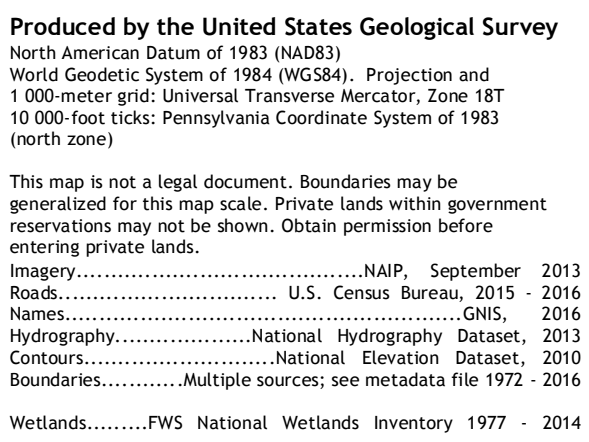 Produced by the United States Geological Survey
North American Datum of 1983 (NAD83)
World Geodetic System of 1984 (WGS84).  Projection and
1 000-meter grid: Universal Transverse Mercator, Zone 18T
10 000-foot ticks: Pennsylvania Coordinate System of 1983
(north zone)
This map is not a legal document. Boundaries may be
generalized for this map scale. Private lands within government
reservations may not be shown. Obtain permission before
entering private lands.
Imagery..........................................NAIP, September 2013
Roads................................ U.S. Census Bureau, 2015 - 2016
Names.........................................................GNIS, 2016
Hydrography....................National Hydrography Dataset, 2013
Contours............................National Elevation Dataset, 2010
Boundaries............Multiple sources; see metadata file 1972 - 2016
Wetlands.........FWS National Wetlands Inventory 1977 - 2014